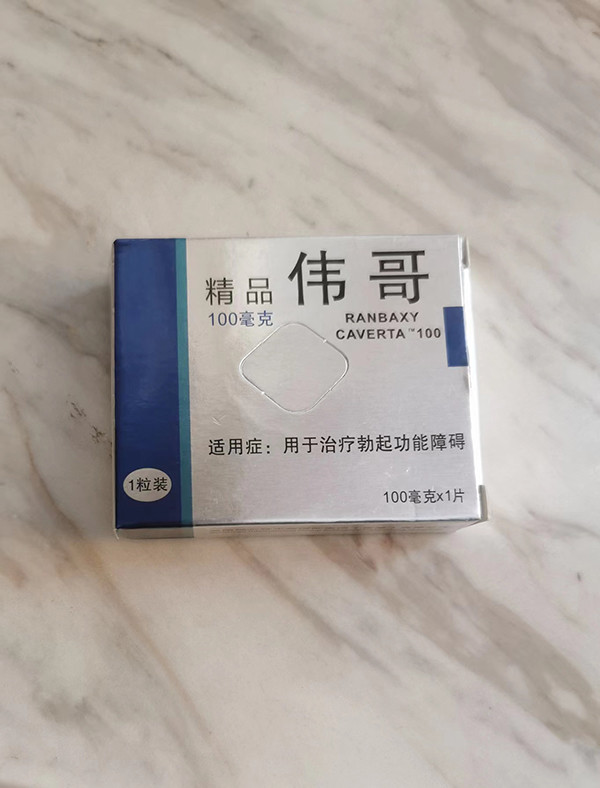 精品 伟哥
100毫克
RANBAXY
CAVERTA™100
适用症：用于治疗勃起功能障碍
1粒装
100毫克x1片